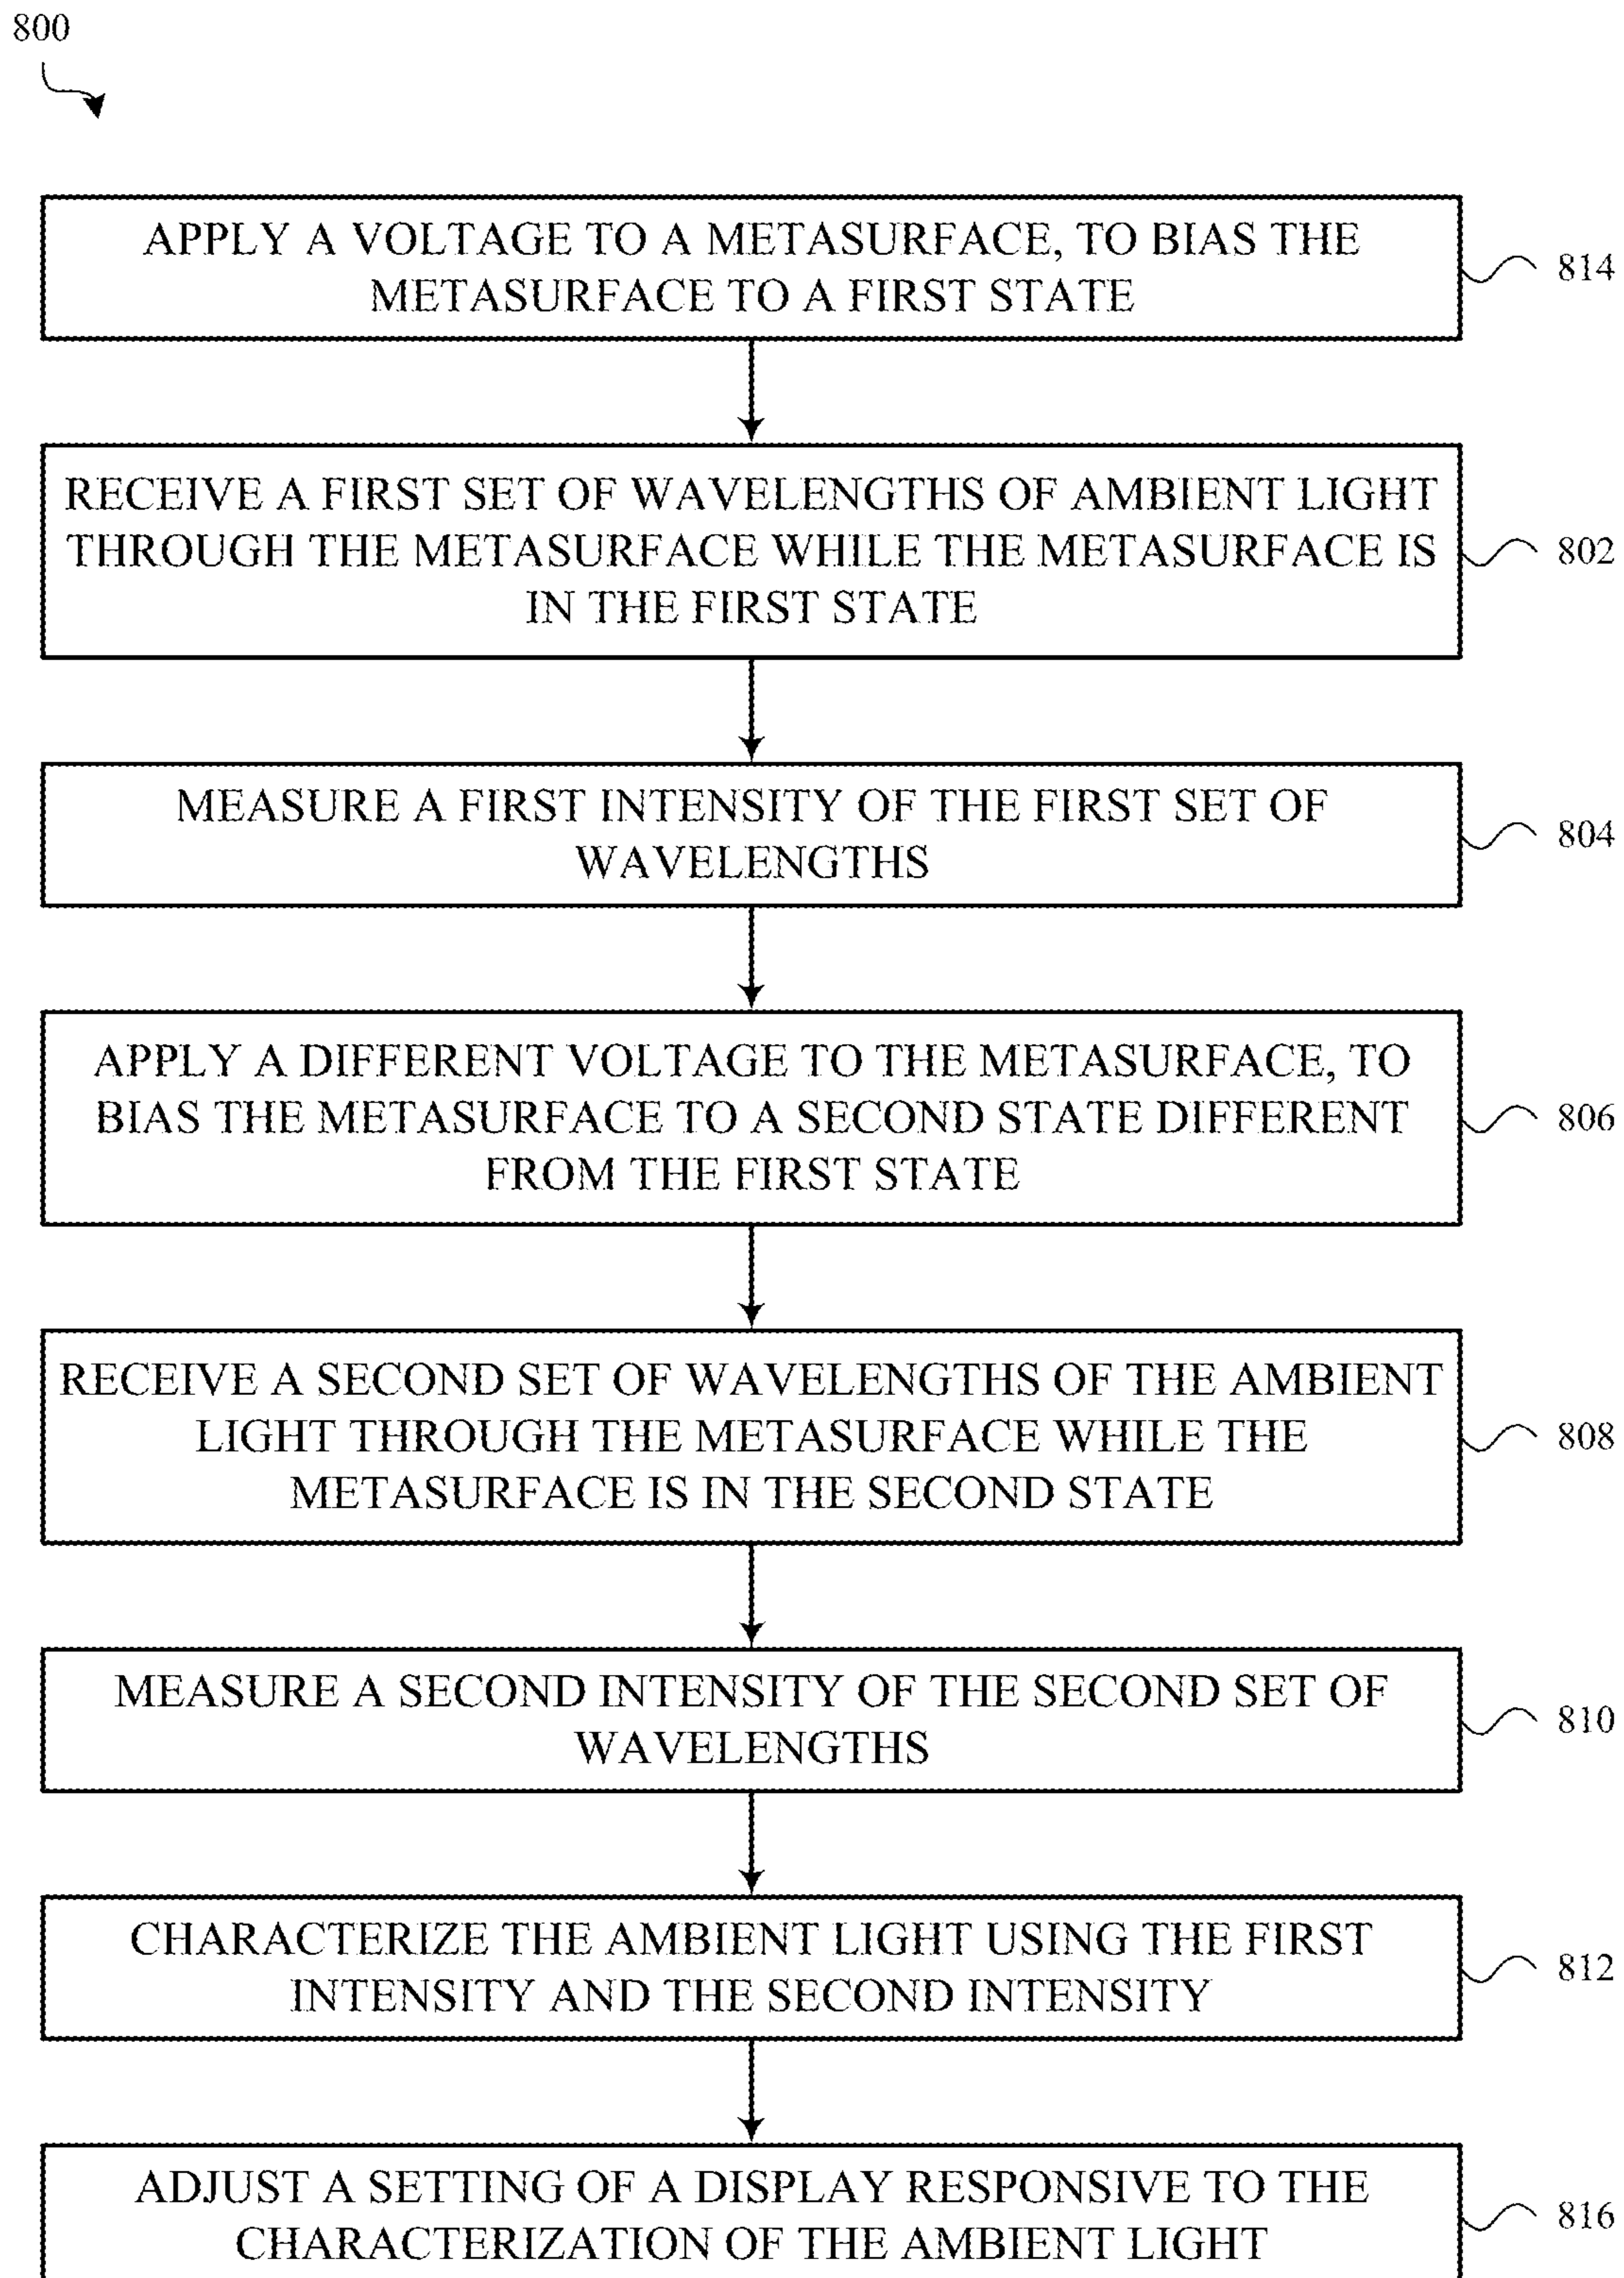 800
APPLY A VOLTAGE TO A METASURFACE, TO BIAS THE
METASURFACE TO A FIRST STATE
814
RECEIVE A FIRST SET OF WAVELENGTHS OF AMBIENT LIGHT
THROUGH THE METASURFACE WHILE THE METASURFACE IS
IN THE FIRST STATE
802
MEASURE A FIRST INTENSITY OF THE FIRST SET OF
WAVELENGTHS
804
APPLY A DIFFERENT VOLTAGE TO THE METASURFACE, TO
BIAS THE METASURFACE TO A SECOND STATE DIFFERENT
FROM THE FIRST STATE
806
RECEIVE A SECOND SET OF WAVELENGTHS OF THE AMBIENT
LIGHT THROUGH THE METASURFACE WHILE THE
METASURFACE IS IN THE SECOND STATE
808
MEASURE A SECOND INTENSITY OF THE SECOND SET OF
WAVELENGTHS
810
CHARACTERIZE THE AMBIENT LIGHT USING THE FIRST
INTENSITY AND THE SECOND INTENSITY
812
ADJUST A SETTING OF A DISPLAY RESPONSIVE TO THE
CHARACTERIZATION OF THE AMBIENT LIGHT
816